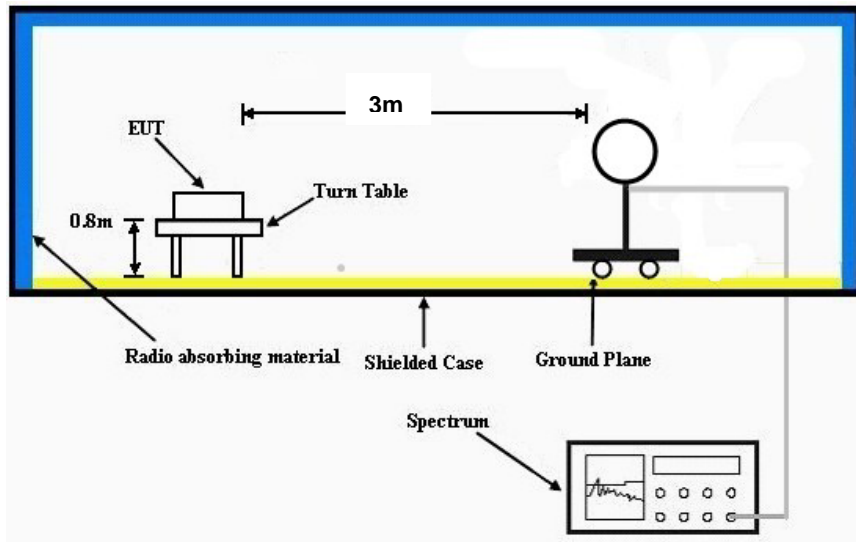 3m
EUT
Turn Table
0.8m
Radio absorbing material
Shielded Case
Ground Plane
Spectrum